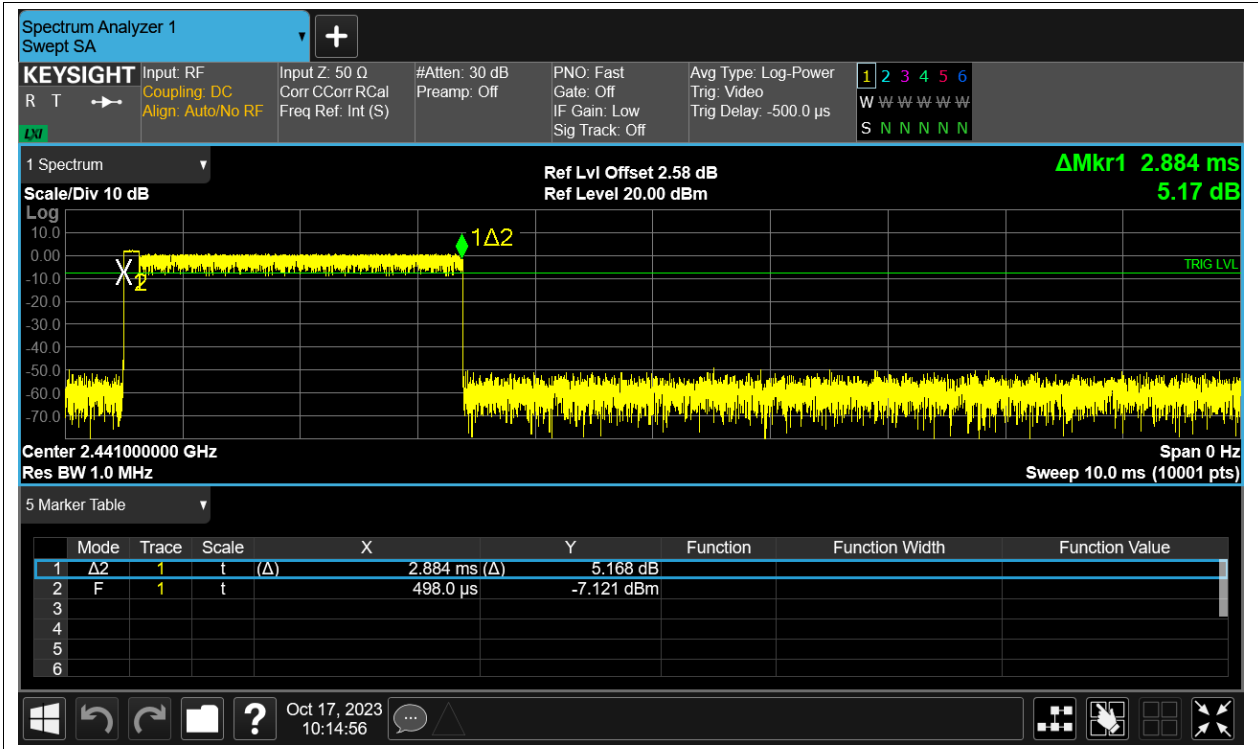 Spectrum Analyzer 1
Swept SA
KEYSIGHT Input: RF Input Z: 50 Ω #Atten: 30 dB PNO: Fast Avg Type: Log-Power 1 2 3 4 5 6
R T Coupling: DC Corr CCorr RCal Preamp: Off Gate: Off Trig: Video W W W W W W
Align: Auto/No RF Freq Ref: Int (S) IF Gain: Low Trig Delay: -500.0 µs
LXI Sig Track: Off S N N N N N
1 Spectrum Ref Lvl Offset 2.58 dB ΔMkr1 2.884 ms
Scale/Div 10 dB Ref Level 20.00 dBm 5.17 dB
Log
10.0 1Δ2
0.00 TRIG LVL
-10.0 2
-20.0
-30.0
-40.0
-50.0
-60.0
-70.0
Center 2.441000000 GHz Span 0 Hz
Res BW 1.0 MHz Sweep 10.0 ms (10001 pts)
5 Marker Table
Mode Trace Scale X Y Function Function Width Function Value
1 Δ2 1 t (Δ) 2.884 ms (Δ) 5.168 dB
2 F 1 t 498.0 µs -7.121 dBm
3
4
5
6
? Oct 17, 2023
10:14:56